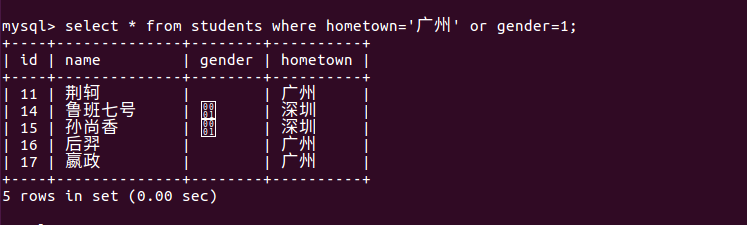 mysql> select * from students where hometown='广州' or gender=1;
+----+--------------+--------+----------+
| id | name         | gender | hometown |
+----+--------------+--------+----------+
| 11 | 荆轲         |        | 广州     |
| 14 | 鲁班七号     | 0001   | 深圳     |
| 15 | 孙尚香       | 0001   | 深圳     |
| 16 | 后羿         |        | 广州     |
| 17 | 嬴政         |        | 广州     |
+----+--------------+--------+----------+
5 rows in set (0.00 sec)